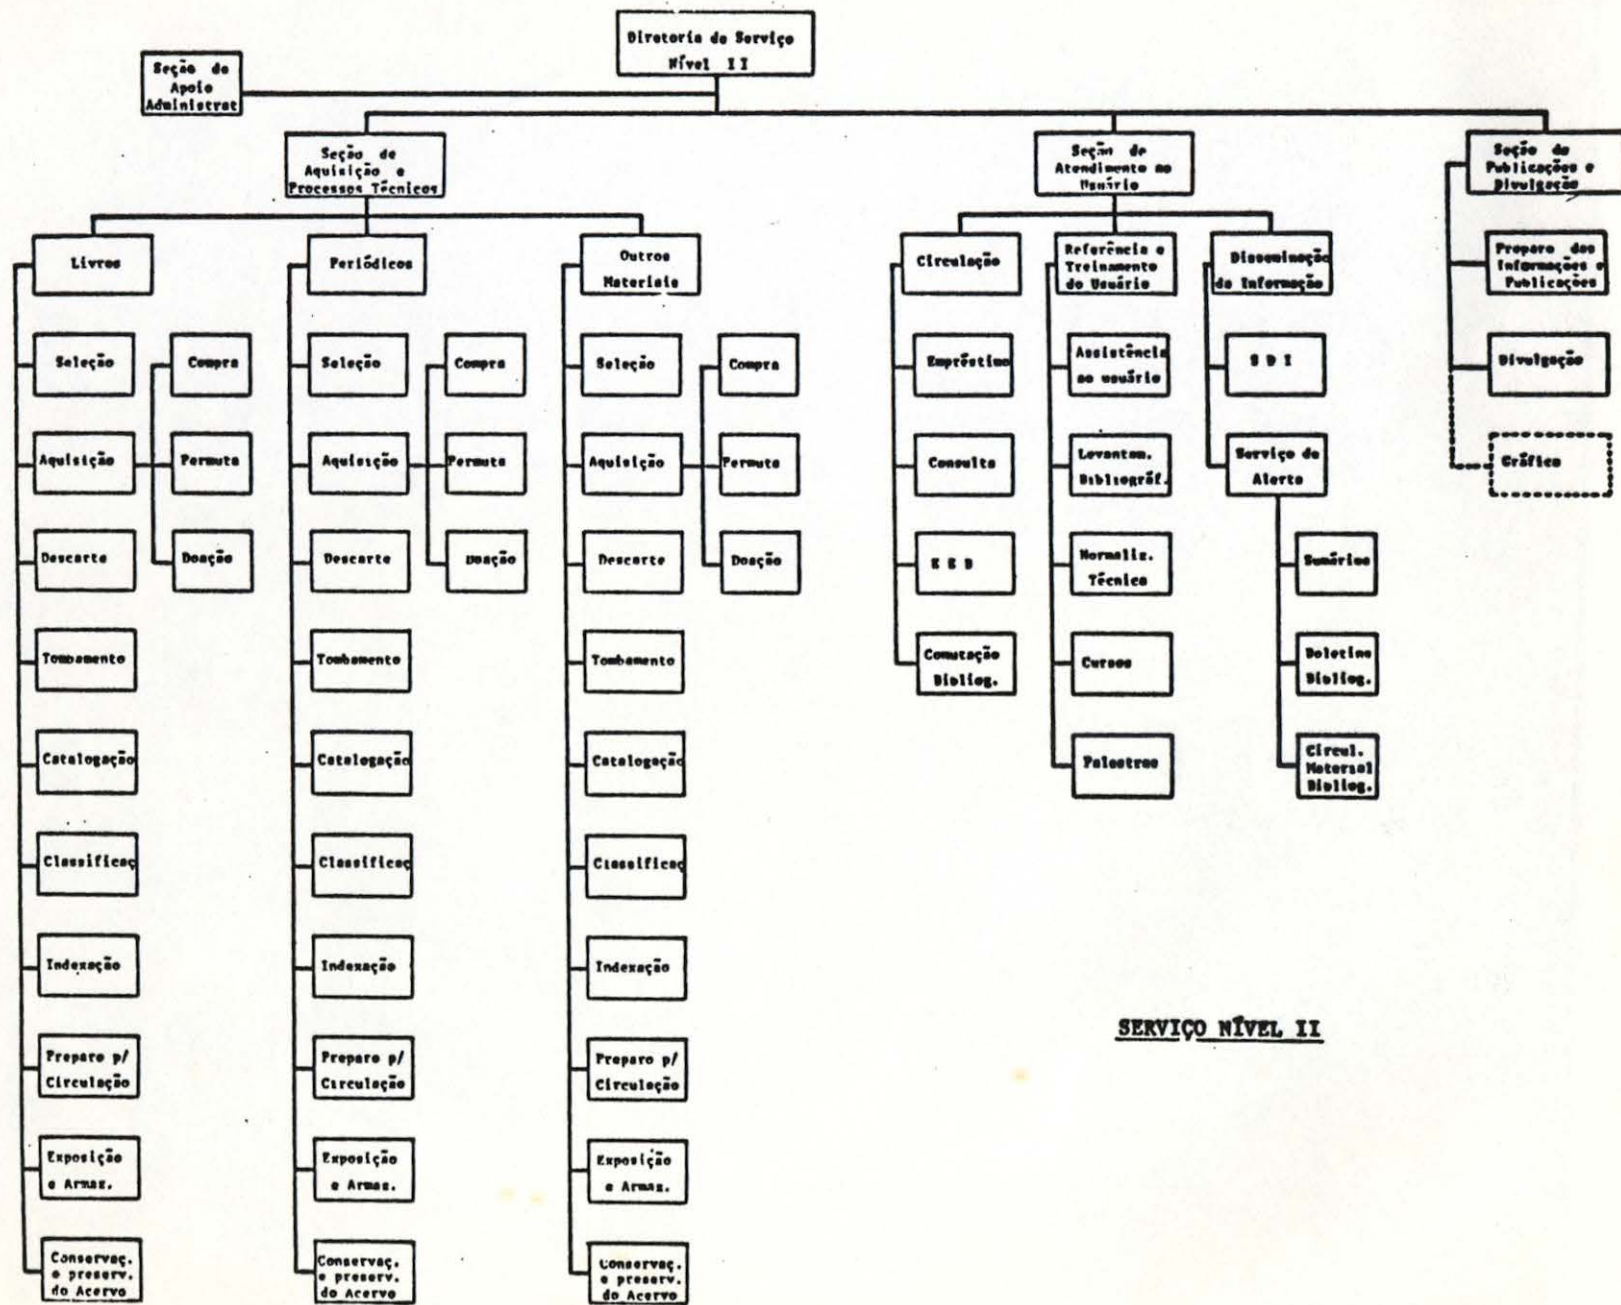 Diretoria de Serviço
Nível II
Seção de
Apoio
Administrat
Seção de
Aquisição e
Processos Técnicos
Seção de
Atendimento ao
Usuário
Seção de
Publicações e
Divulgação
Livros
Seleção
Aquisição
Descarte
Tombamento
Catalogação
Classificaç
Indexação
Preparo p/
Circulação
Exposição
e Armaz.
Conservaç.
e preserv.
do Acervo
Compra
Permuta
Doação
Periódicos
Seleção
Aquisição
Descarte
Tombamento
Catalogação
Classificaç
Indexação
Preparo p/
Circulação
Exposição
e Armaz.
Conservaç.
e preserv.
do Acervo
Compra
Permuta
Doação
Outros
Materiais
Seleção
Aquisição
Descarte
Tombamento
Catalogação
Classificaç
Indexação
Preparo p/
Circulação
Exposição
e Armaz.
Conservaç.
e preserv.
do Acervo
Compra
Permuta
Doação
Circulação
Empréstimo
Consulta
E E B
Comutação
Bibliog.
Referência e
Treinamento
do Usuário
Assistência
ao usuário
Levantam.
Bibliográf.
Normaliz.
Técnica
Cursos
Palestras
Disseminação
da Informação
S D I
Serviço de
Alerta
Sumários
Boletins
Bibliog.
Circul.
Material
Bibliog.
Preparo das
Informações e
Publicações
Divulgação
Gráfica
SERVIÇO NÍVEL II